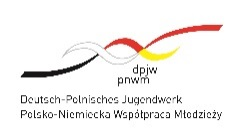 dpjw
pnwm
Deutsch-Polnisches Jugendwerk
Polsko-Niemiecka Współpraca Młodzieży